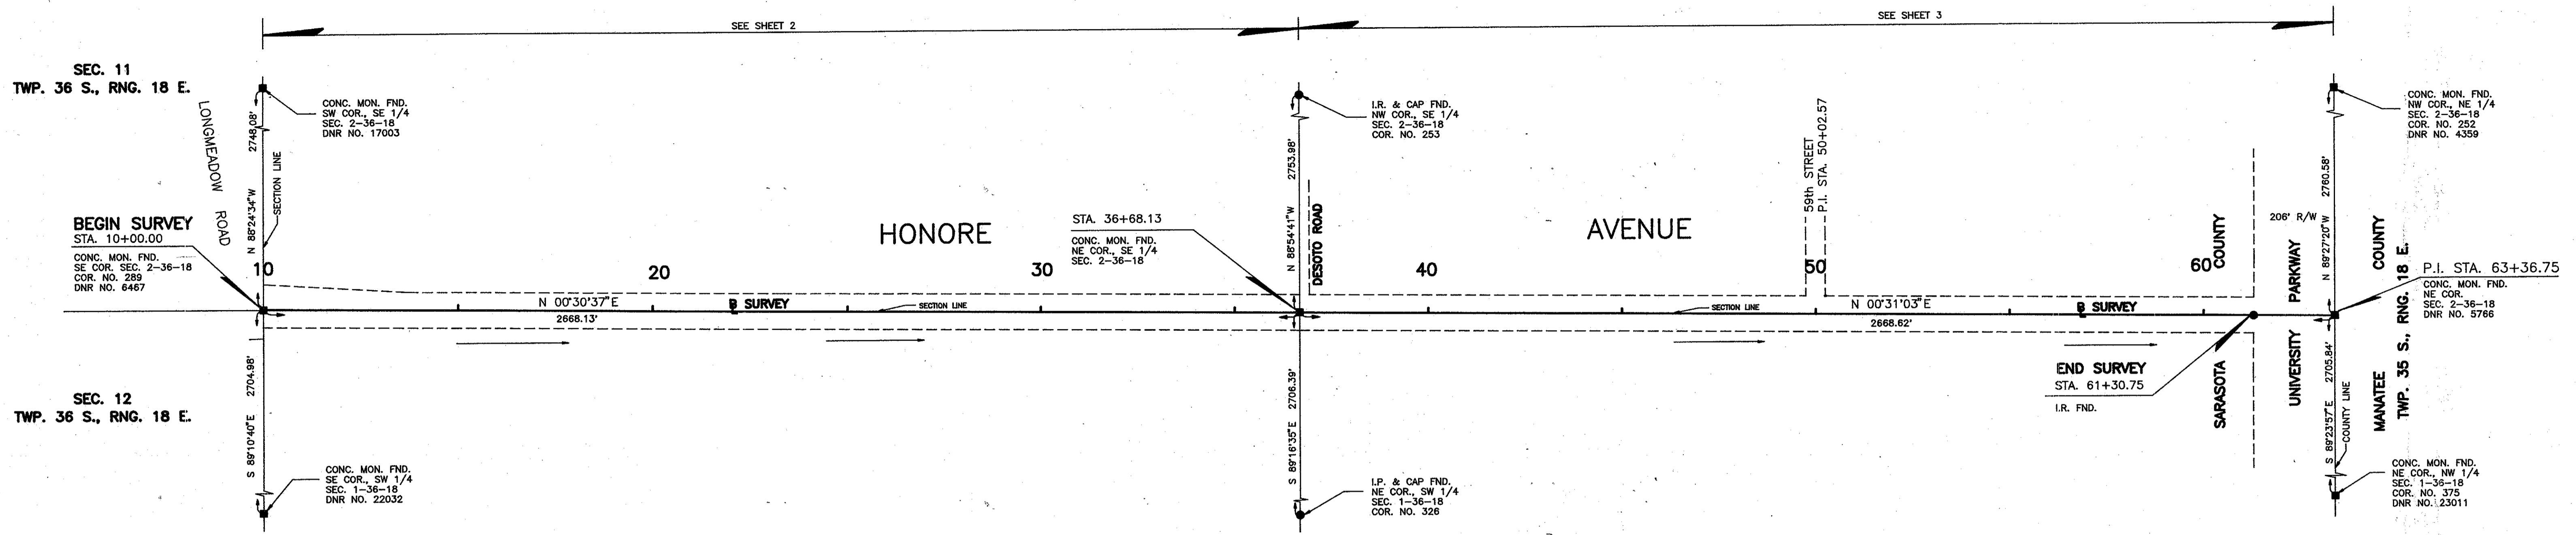 SEE SHEET 2
SEE SHEET 3
SEC. 11
TWP. 36 S., RNG. 18 E.
LONGMEADOW ROAD
2748.08'
N 88°24'34"W
SECTION LINE
CONC. MON. FND.
SW COR., SE 1/4
SEC. 2-36-18
DNR NO. 17003
I.R. & CAP FND.
NW COR., SE 1/4
SEC. 2-36-18
COR. NO. 253
2753.98'
N 88°54'41"W
DESOTO ROAD
59th STREET
P.I. STA. 50+02.57
CONC. MON. FND.
NW COR., NE 1/4
SEC. 2-36-18
COR. NO. 252
DNR NO. 4359
2760.58'
N 89°27'20"W
206' R/W
BEGIN SURVEY
STA. 10+00.00
CONC. MON. FND.
SE COR. SEC. 2-36-18
COR. NO. 289
DNR NO. 6467
HONORE
AVENUE
STA. 36+68.13
CONC. MON. FND.
NE COR., SE 1/4
SEC. 2-36-18
10
20
30
40
50
60
N 00°30'37"E
2668.13'
B SURVEY
SECTION LINE
SECTION LINE
N 00°31'03"E
2668.62'
B SURVEY
SARASOTA COUNTY
UNIVERSITY PARKWAY
MANATEE COUNTY
TWP. 35 S., RNG. 18 E.
P.I. STA. 63+36.75
CONC. MON. FND.
NE COR.
SEC. 2-36-18
DNR NO. 5766
END SURVEY
STA. 61+30.75
I.R. FND.
SEC. 12
TWP. 36 S., RNG. 18 E.
S 89°10'40"E 2704.98'
CONC. MON. FND.
SE COR., SW 1/4
SEC. 1-36-18
DNR NO. 22032
S 89°16'35"E 2706.39'
I.P. & CAP FND.
NE COR., SW 1/4
SEC. 1-36-18
COR. NO. 326
S 89°23'57"E 2705.84'
COUNTY LINE
CONC. MON. FND.
NE COR., NW 1/4
SEC. 1-36-18
COR. NO. 375
DNR NO. 23011